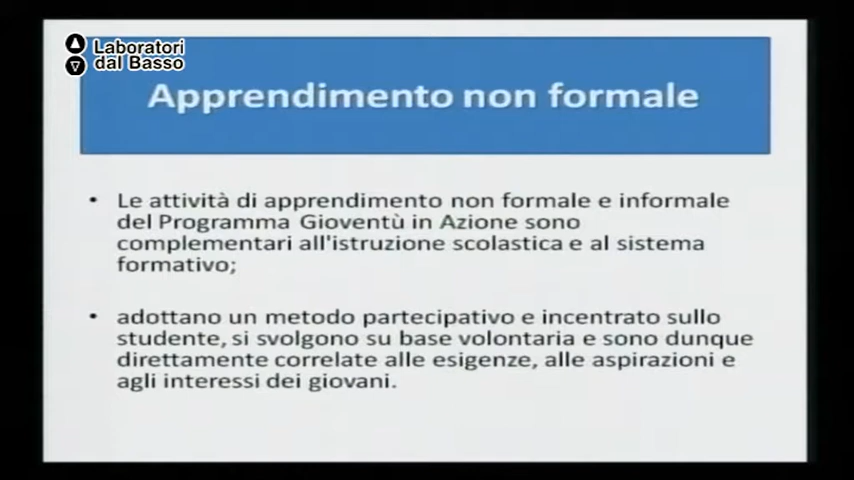 Laboratori
dal Basso
Apprendimento non formale
• Le attività di apprendimento non formale e informale
del Programma Gioventù in Azione sono
complementari all'istruzione scolastica e al sistema
formativo;
• adottano un metodo partecipativo e incentrato sullo
studente, si svolgono su base volontaria e sono dunque
direttamente correlate alle esigenze, alle aspirazioni e
agli interessi dei giovani.